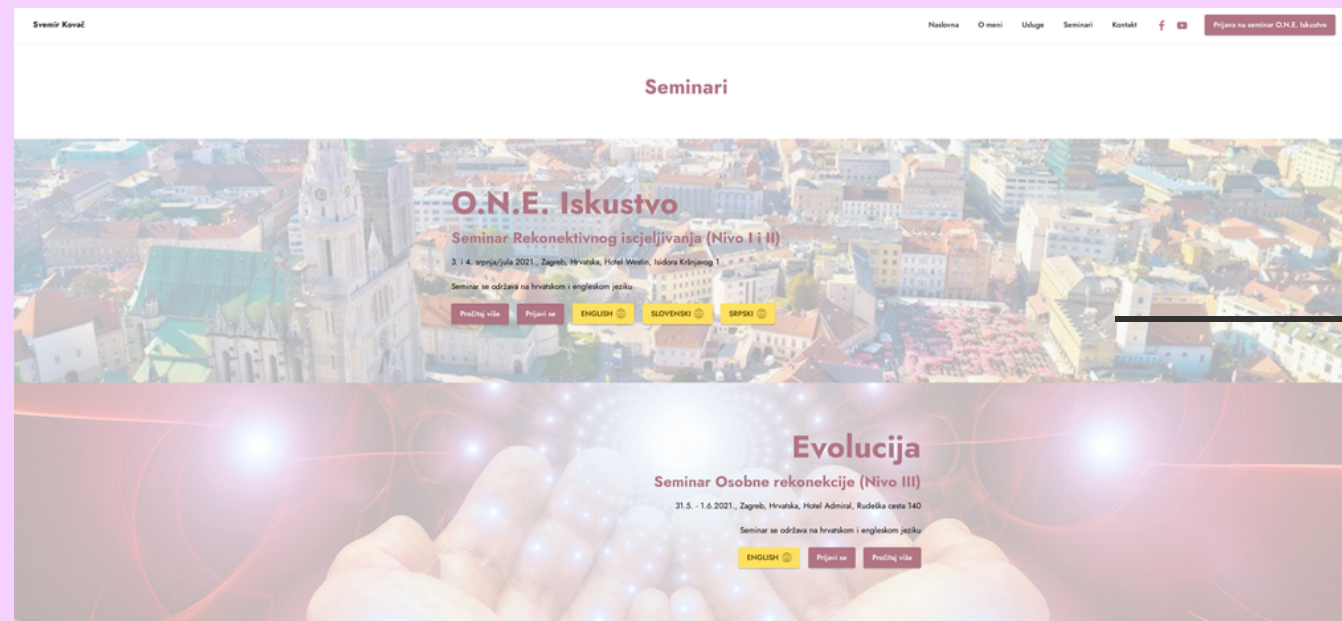 Svemir Kovač
Naslovna O meni Usluge Seminari Kontakt Prijava na seminar O.N.E. Iskustvo
Seminari
O.N.E. Iskustvo
Seminar Rekonektivnog iscjeljivanja (Nivo I i II)
3. i 4. srpnja/jula 2021., Zagreb, Hrvatska, Hotel Westin, Isidora Kršnjavog 1
Seminar se održava na hrvatskom i engleskom jeziku
Pročitaj više Prijavi se ENGLISH SLOVENSKI SRPSKI
Evolucija
Seminar Osobne rekonekcije (Nivo III)
31.5. - 1.6.2021., Zagreb, Hrvatska, Hotel Admiral, Rudeška cesta 140
Seminar se održava na hrvatskom i engleskom jeziku
ENGLISH Prijavi se Pročitaj više